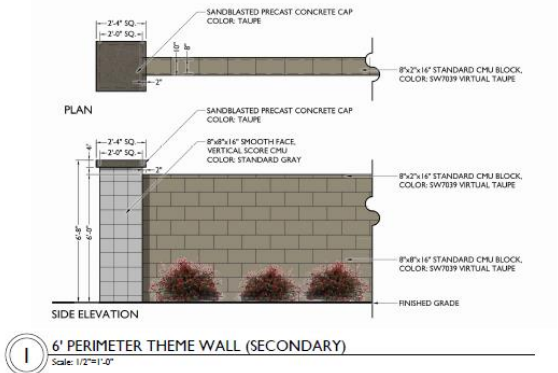 SANDBLASTED PRECAST CONCRETE CAP
COLOR: TAUPE
2'-4" SQ.
2'-0" SQ.
10"
8"
2"
8"x2"x16" STANDARD CMU BLOCK,
COLOR: SW7039 VIRTUAL TAUPE
PLAN
SANDBLASTED PRECAST CONCRETE CAP
COLOR: TAUPE
8"x8"x16" SMOOTH FACE,
VERTICAL SCORE CMU
COLOR: STANDARD GRAY
2'-4" SQ.
2'-0" SQ.
2"
8"x2"x16" STANDARD CMU BLOCK,
COLOR: SW7039 VIRTUAL TAUPE
6'-8"
6'-0"
8"x8"x16" STANDARD CMU BLOCK,
COLOR: SW7039 VIRTUAL TAUPE
FINISHED GRADE
SIDE ELEVATION
1
6' PERIMETER THEME WALL (SECONDARY)
Scale: 1/2"=1'-0"